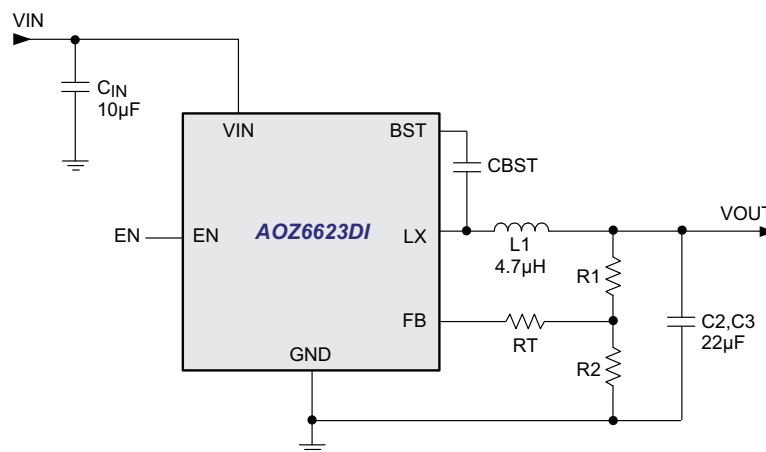 VIN
CIN
10µF
VIN
BST
CBST
EN
EN
AOZ6623DI
LX
L1
4.7µH
VOUT
R1
FB
RT
C2,C3
22µF
GND
R2